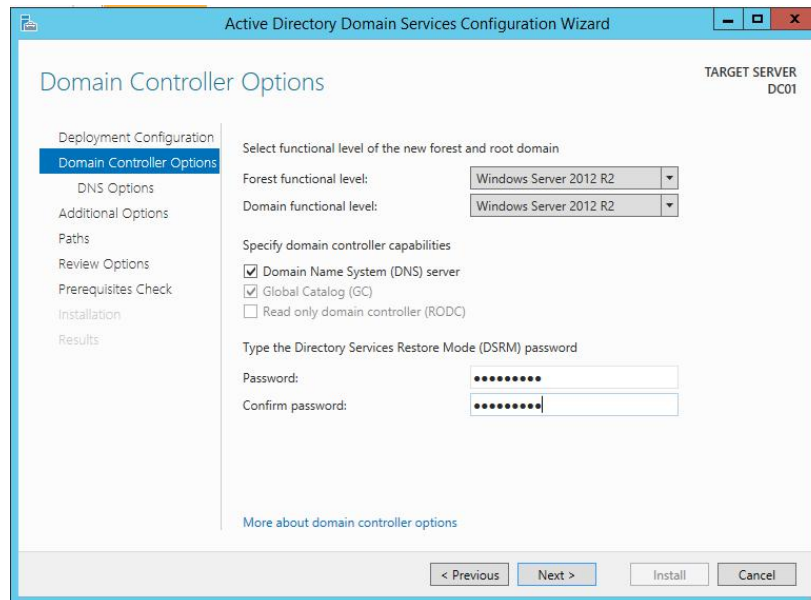 Active Directory Domain Services Configuration Wizard
Domain Controller Options
TARGET SERVER
DC01
Deployment Configuration
Domain Controller Options
DNS Options
Additional Options
Paths
Review Options
Prerequisites Check
Installation
Results
Select functional level of the new forest and root domain
Forest functional level: Windows Server 2012 R2
Domain functional level: Windows Server 2012 R2
Specify domain controller capabilities
Domain Name System (DNS) server
Global Catalog (GC)
Read only domain controller (RODC)
Type the Directory Services Restore Mode (DSRM) password
Password: •••••••••
Confirm password: •••••••••
More about domain controller options
< Previous Next > Install Cancel